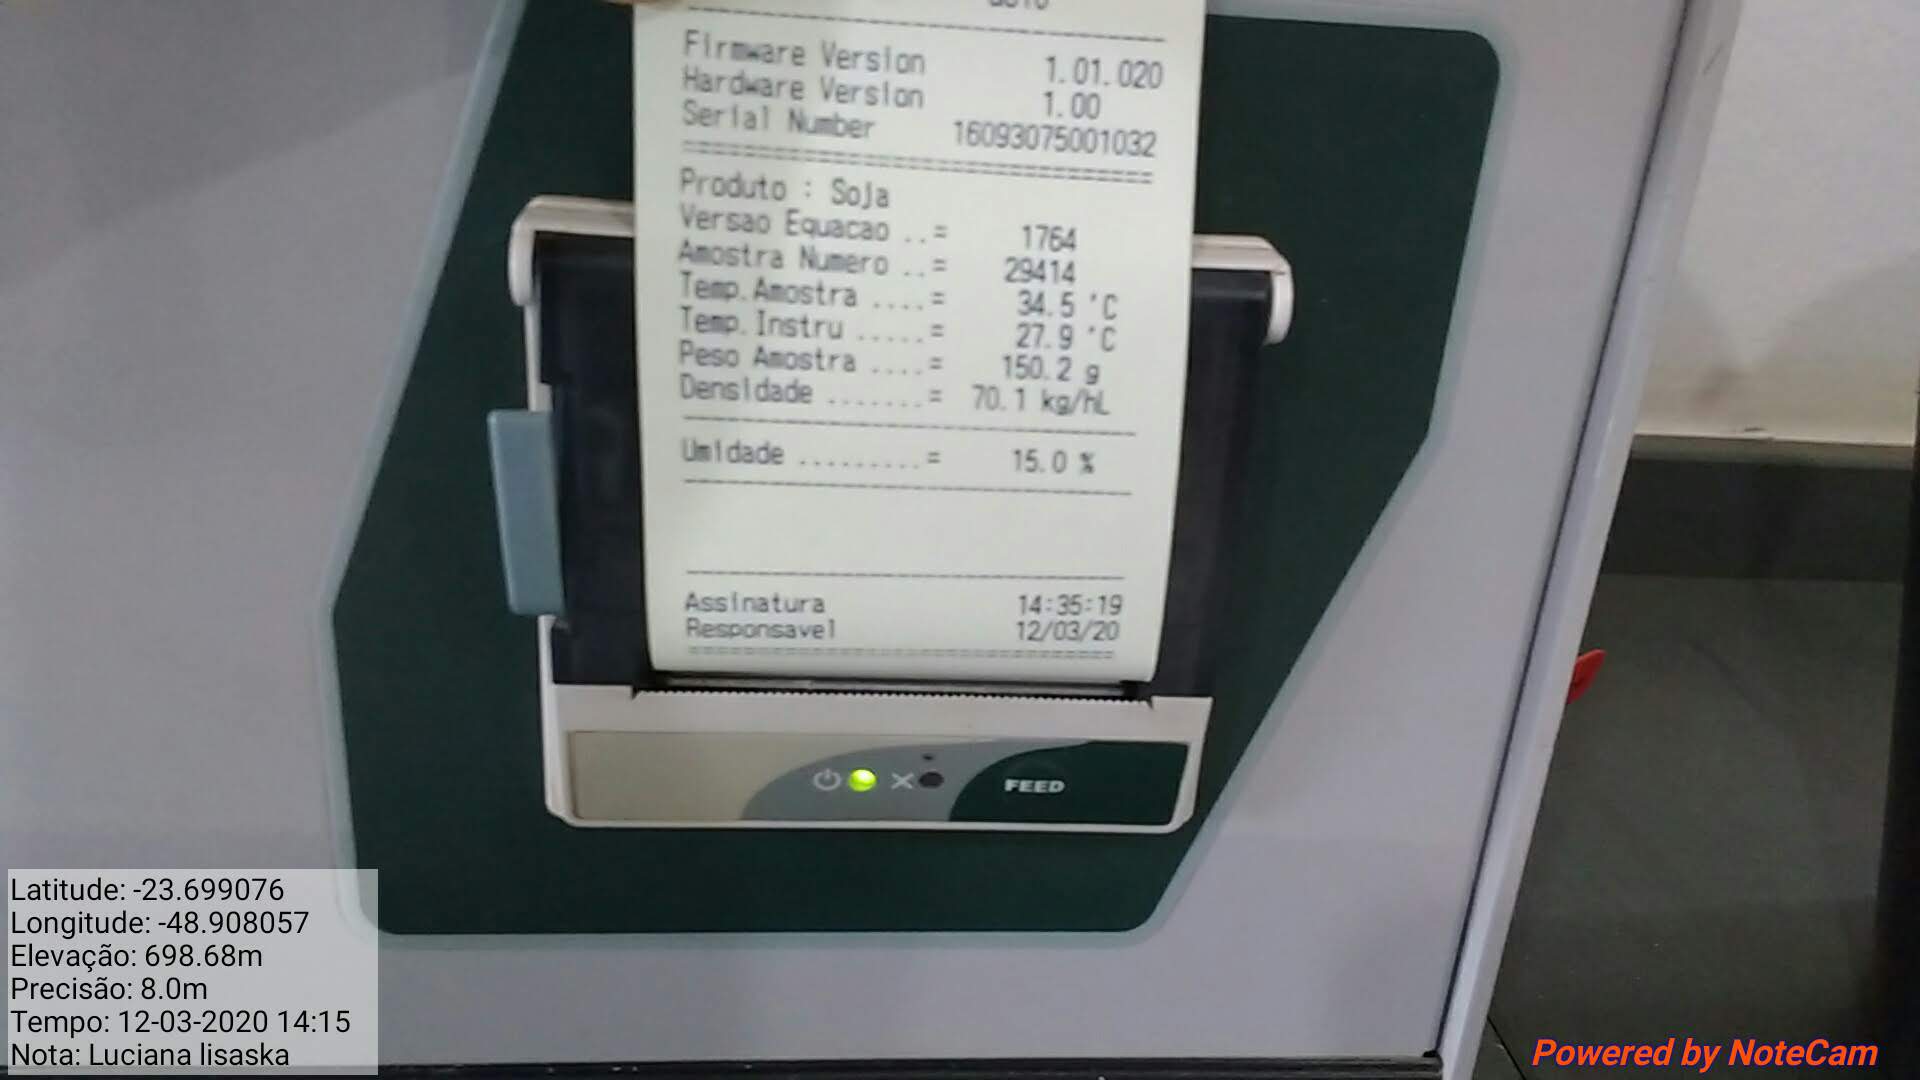 Firmware Version 1.01.020
Hardware Version 1.00
Serial Number 16093075001032
Produto : Soja
Versao Equacao ..= 1764
Amostra Numero ..= 29414
Temp.Amostra ....= 34.5 'C
Temp.Instru .....= 27.9 'C
Peso Amostra ....= 150.2 g
Densidade .......= 70.1 kg/hL
Umidade .........= 15.0 %
Assinatura 14:35:19
Responsavel 12/03/20
FEED
Latitude: -23.699076
Longitude: -48.908057
Elevação: 698.68m
Precisão: 8.0m
Tempo: 12-03-2020 14:15
Nota: Luciana lisaska
Powered by NoteCam